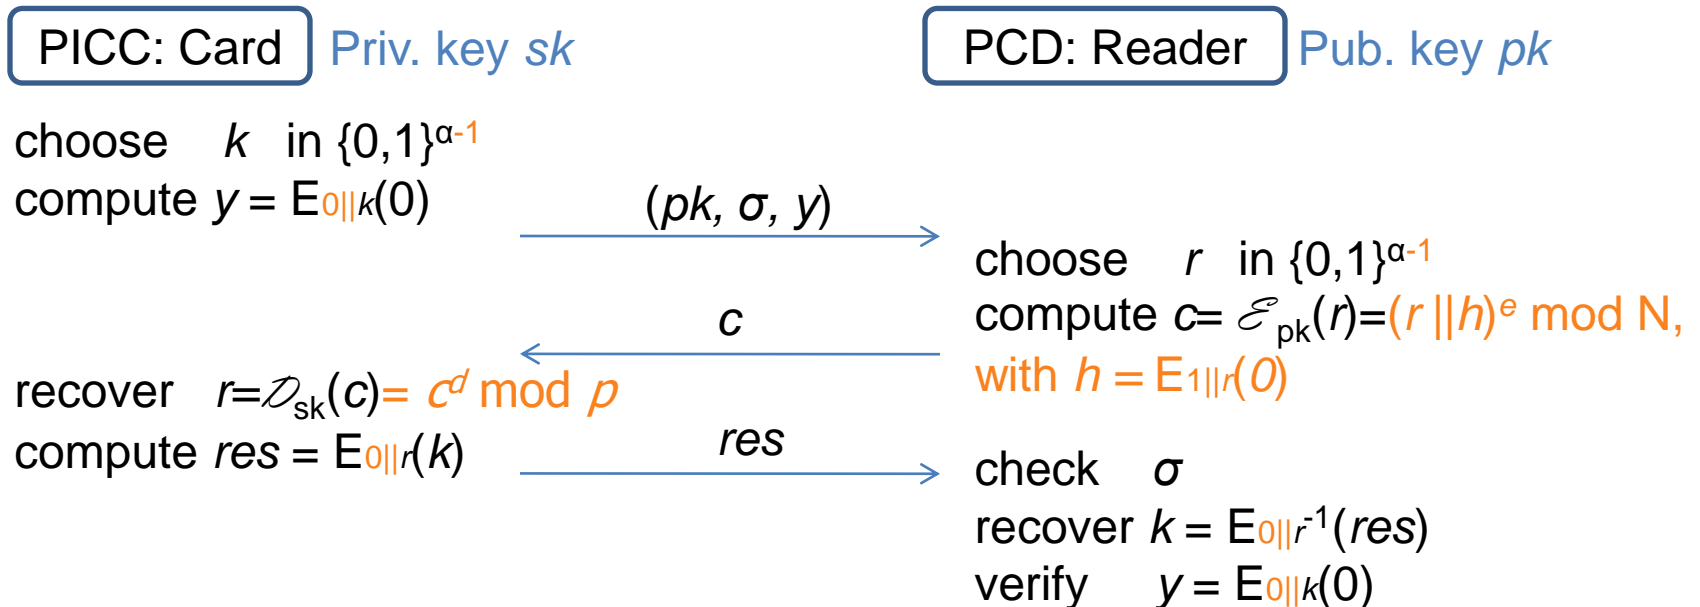 PICC: Card Priv. key sk
PCD: Reader Pub. key pk
choose k in {0,1}^α-1
compute y = E0||k(0)
(pk, σ, y)
choose r in {0,1}^α-1
compute c= ℰpk(r)=(r ||h)^e mod N,
with h = E1||r(0)
c
recover r=𝒟sk(c)= c^d mod p
compute res = E0||r(k)
res
check σ
recover k = E0||r^-1(res)
verify y = E0||k(0)